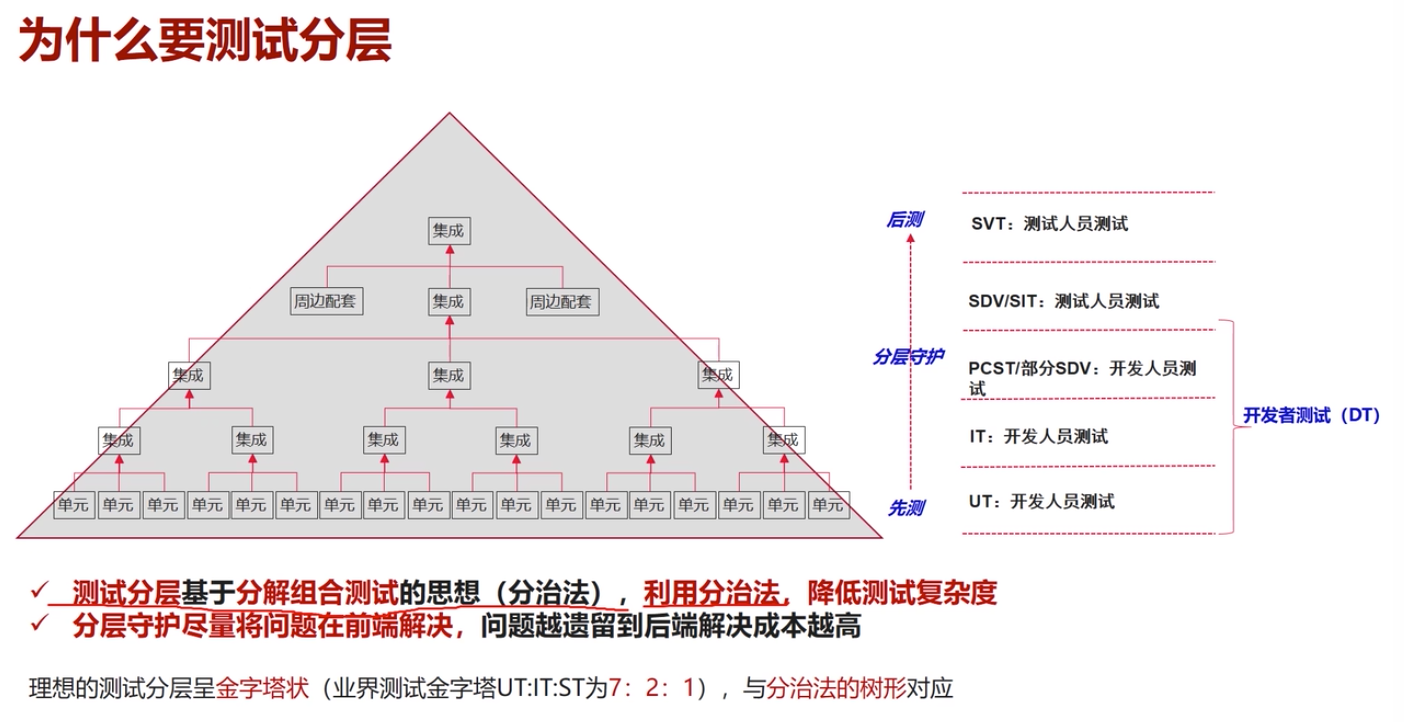 为什么要测试分层
集成
周边配套 集成 周边配套
集成 集成 集成
集成 集成 集成 集成 集成 集成
单元 单元 单元 单元 单元 单元 单元 单元 单元 单元 单元 单元 单元 单元 单元 单元 单元 单元
后测
分层守护
先测
SVT：测试人员测试
SDV/SIT：测试人员测试
PCST/部分SDV：开发人员测
试
IT：开发人员测试
UT：开发人员测试
开发者测试（DT）
✓ 测试分层基于分解组合测试的思想（分治法），利用分治法，降低测试复杂度
✓ 分层守护尽量将问题在前端解决，问题越遗留到后端解决成本越高
理想的测试分层呈金字塔状（业界测试金字塔UT:IT:ST为7：2：1），与分治法的树形对应